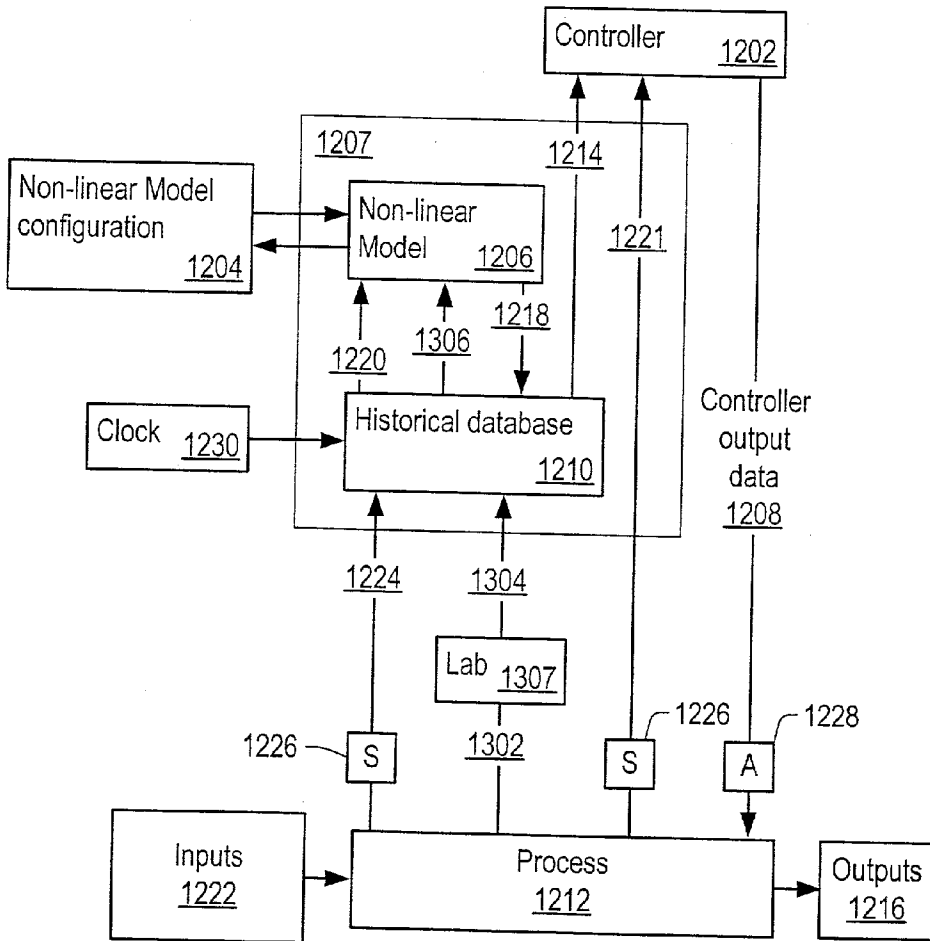 Controller
1202
1207
1214
Non-linear Model
configuration
1204
Non-linear
Model
1206
1221
1220
1306
1218
Clock
1230
Historical database
1210
Controller
output
data
1208
1224
1304
Lab
1307
1226
S
1302
S
1226
A
1228
Inputs
1222
Process
1212
Outputs
1216